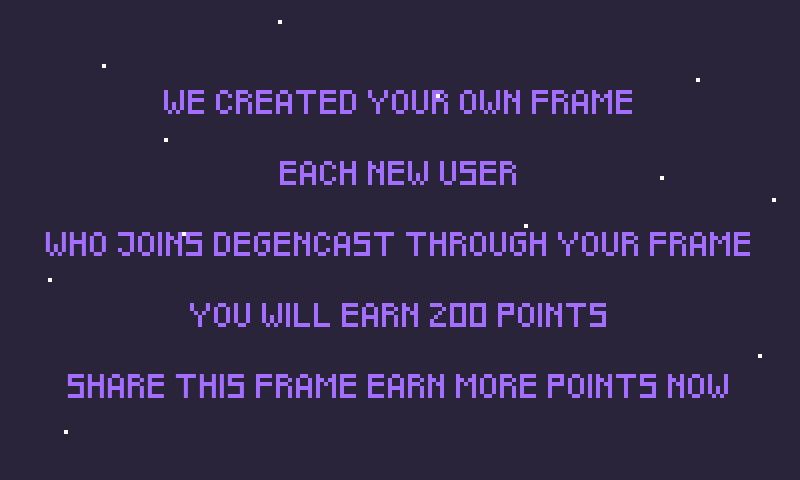 WE CREATED YOUR OWN FRAME
EACH NEW USER
WHO JOINS DEGENCAST THROUGH YOUR FRAME
YOU WILL EARN 200 POINTS
SHARE THIS FRAME EARN MORE POINTS NOW